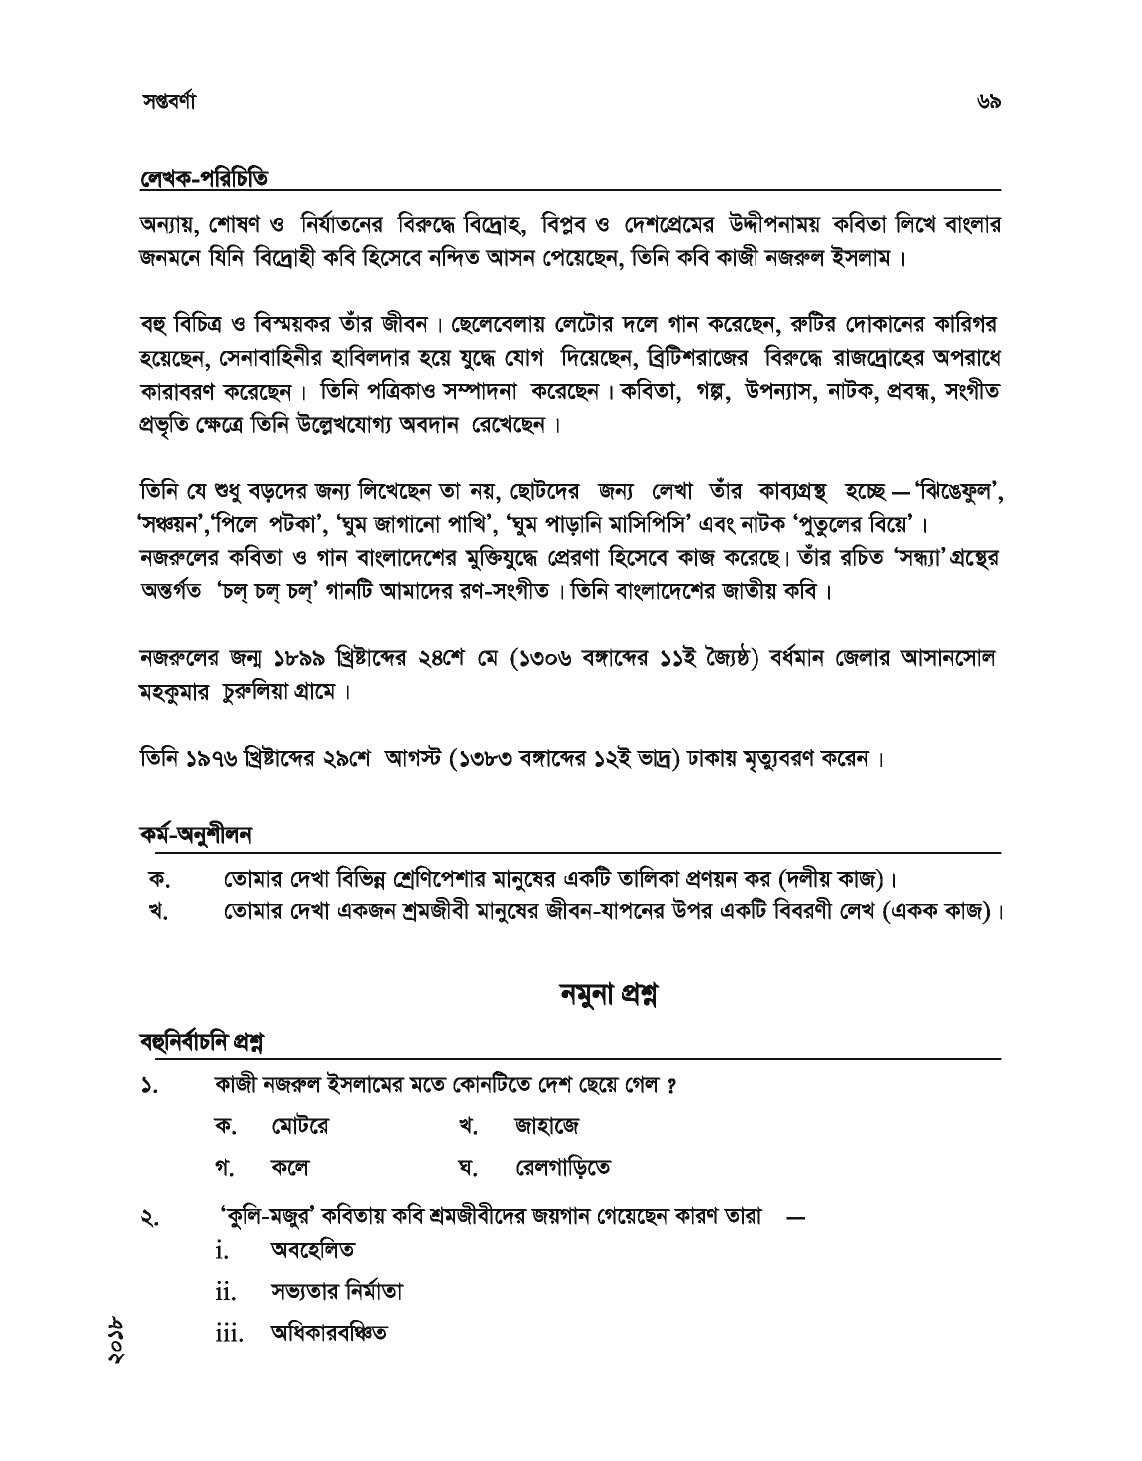 সপ্তবর্ণা ৬৯
লেখক-পরিচিতি
অন্যায়, শোষণ ও নির্যাতনের বিরুদ্ধে বিদ্রোহ, বিপ্লব ও দেশপ্রেমের উদ্দীপনাময় কবিতা লিখে বাংলার
জনমনে যিনি বিদ্রোহী কবি হিসেবে নন্দিত আসন পেয়েছেন, তিনি কবি কাজী নজরুল ইসলাম।
বহু বিচিত্র ও বিস্ময়কর তাঁর জীবন। ছেলেবেলায় লেটোর দলে গান করেছেন, রুটির দোকানের কারিগর
হয়েছেন, সেনাবাহিনীর হাবিলদার হয়ে যুদ্ধে যোগ দিয়েছেন, ব্রিটিশরাজের বিরুদ্ধে রাজদ্রোহের অপরাধে
কারাবরণ করেছেন। তিনি পত্রিকাও সম্পাদনা করেছেন। কবিতা, গল্প, উপন্যাস, নাটক, প্রবন্ধ, সংগীত
প্রভৃতি ক্ষেত্রে তিনি উল্লেখযোগ্য অবদান রেখেছেন।
তিনি যে শুধু বড়দের জন্য লিখেছেন তা নয়, ছোটদের জন্য লেখা তাঁর কাব্যগ্রন্থ হচ্ছে — ‘ঝিঙেফুল’,
‘সঞ্চয়ন’,‘পিলে পটকা’, ‘ঘুম জাগানো পাখি’, ‘ঘুম পাড়ানি মাসিপিসি’ এবং নাটক ‘পুতুলের বিয়ে’।
নজরুলের কবিতা ও গান বাংলাদেশের মুক্তিযুদ্ধে প্রেরণা হিসেবে কাজ করেছে। তাঁর রচিত ‘সন্ধ্যা’ গ্রন্থের
অন্তর্গত ‘চল্ চল্ চল্’ গানটি আমাদের রণ-সংগীত। তিনি বাংলাদেশের জাতীয় কবি।
নজরুলের জন্ম ১৮৯৯ খ্রিষ্টাব্দের ২৪শে মে (১৩০৬ বঙ্গাব্দের ১১ই জ্যৈষ্ঠ) বর্ধমান জেলার আসানসোল
মহকুমার চুরুলিয়া গ্রামে।
তিনি ১৯৭৬ খ্রিষ্টাব্দের ২৯শে আগস্ট (১৩৮৩ বঙ্গাব্দের ১২ই ভাদ্র) ঢাকায় মৃত্যুবরণ করেন।
কর্ম-অনুশীলন
ক. তোমার দেখা বিভিন্ন শ্রেণিপেশার মানুষের একটি তালিকা প্রণয়ন কর (দলীয় কাজ)।
খ. তোমার দেখা একজন শ্রমজীবী মানুষের জীবন-যাপনের উপর একটি বিবরণী লেখ (একক কাজ)।
নমুনা প্রশ্ন
বহুনির্বাচনি প্রশ্ন
১. কাজী নজরুল ইসলামের মতে কোনটিতে দেশ ছেয়ে গেল ?
ক. মোটরে খ. জাহাজে
গ. কলে ঘ. রেলগাড়িতে
২. ‘কুলি-মজুর’ কবিতায় কবি শ্রমজীবীদের জয়গান গেয়েছেন কারণ তারা —
i. অবহেলিত
ii. সভ্যতার নির্মাতা
iii. অধিকারবঞ্চিত
২০১৮